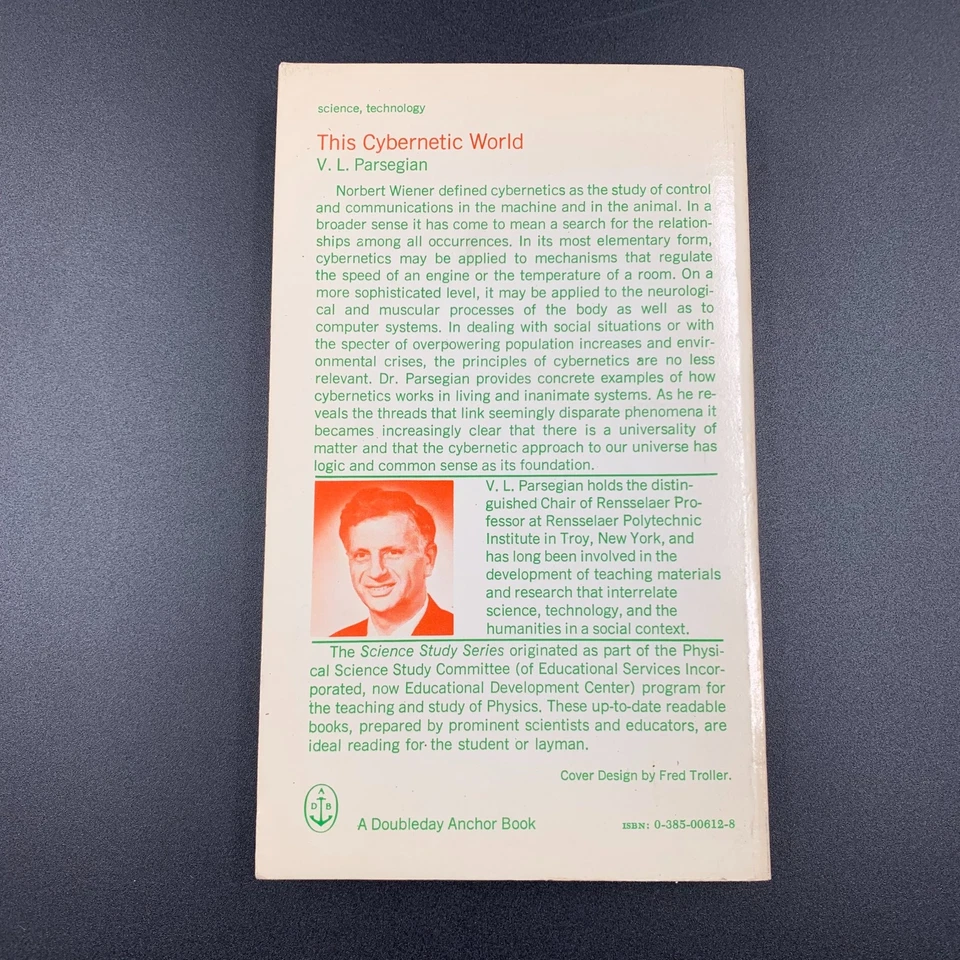 science, technology
This Cybernetic World
V. L. Parsegian
Norbert Wiener defined cybernetics as the study of control
and communications in the machine and in the animal. In a
broader sense it has come to mean a search for the relation-
ships among all occurrences. In its most elementary form,
cybernetics may be applied to mechanisms that regulate
the speed of an engine or the temperature of a room. On a
more sophisticated level, it may be applied to the neurologi-
cal and muscular processes of the body as well as to
computer systems. In dealing with social situations or with
the specter of overpowering population increases and envir-
onmental crises, the principles of cybernetics are no less
relevant. Dr. Parsegian provides concrete examples of how
cybernetics works in living and inanimate systems. As he re-
veals the threads that link seemingly disparate phenomena it
becames increasingly clear that there is a universality of
matter and that the cybernetic approach to our universe has
logic and common sense as its foundation.
V. L. Parsegian holds the distin-
guished Chair of Rensselaer Pro-
fessor at Rensselaer Polytechnic
Institute in Troy, New York, and
has long been involved in the
development of teaching materials
and research that interrelate
science, technology, and the
humanities in a social context.
The Science Study Series originated as part of the Physi-
cal Science Study Committee (of Educational Services Incor-
porated, now Educational Development Center) program for
the teaching and study of Physics. These up-to-date readable
books, prepared by prominent scientists and educators, are
ideal reading for the student or layman.
Cover Design by Fred Troller.
A
D B
A Doubleday Anchor Book
ISBN: 0-385-00612-8